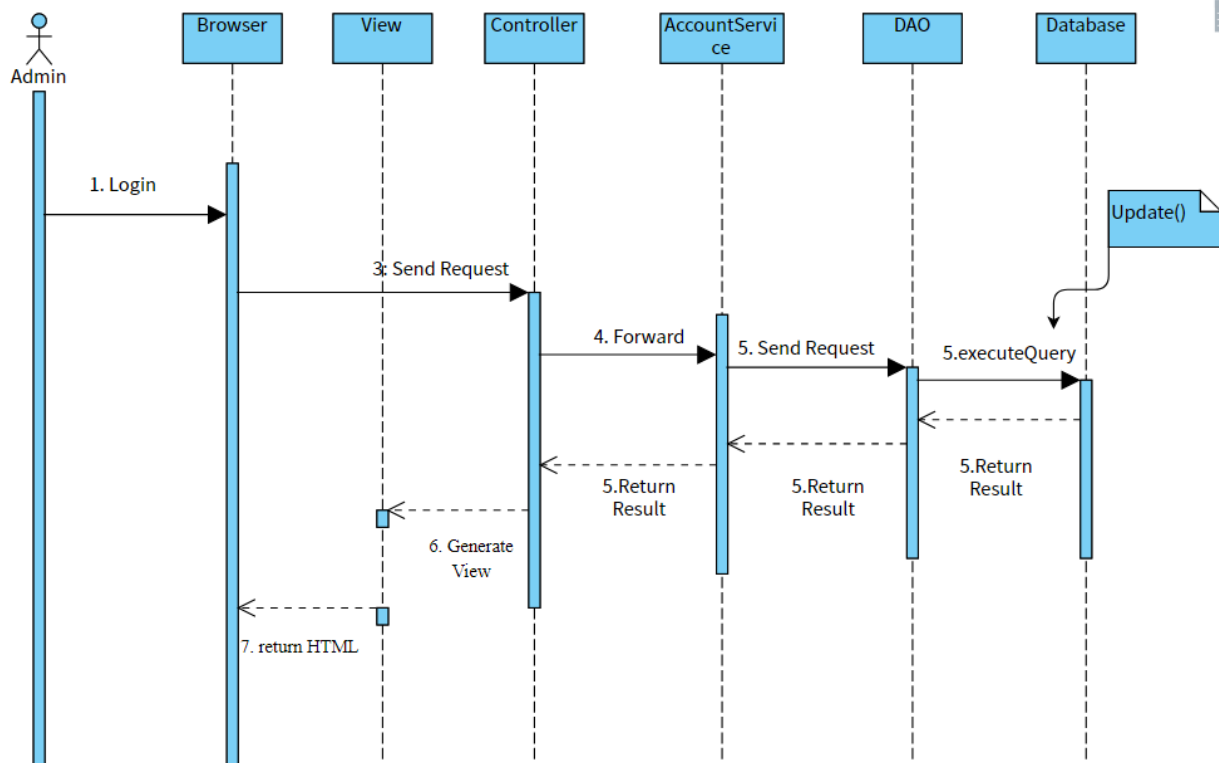 Browser
View
Controller
AccountServi
ce
DAO
Database
Admin
1. Login
Update()
3. Send Request
4. Forward
5. Send Request
5.executeQuery
5.Return
Result
5.Return
Result
5.Return
Result
6. Generate
View
7. return HTML